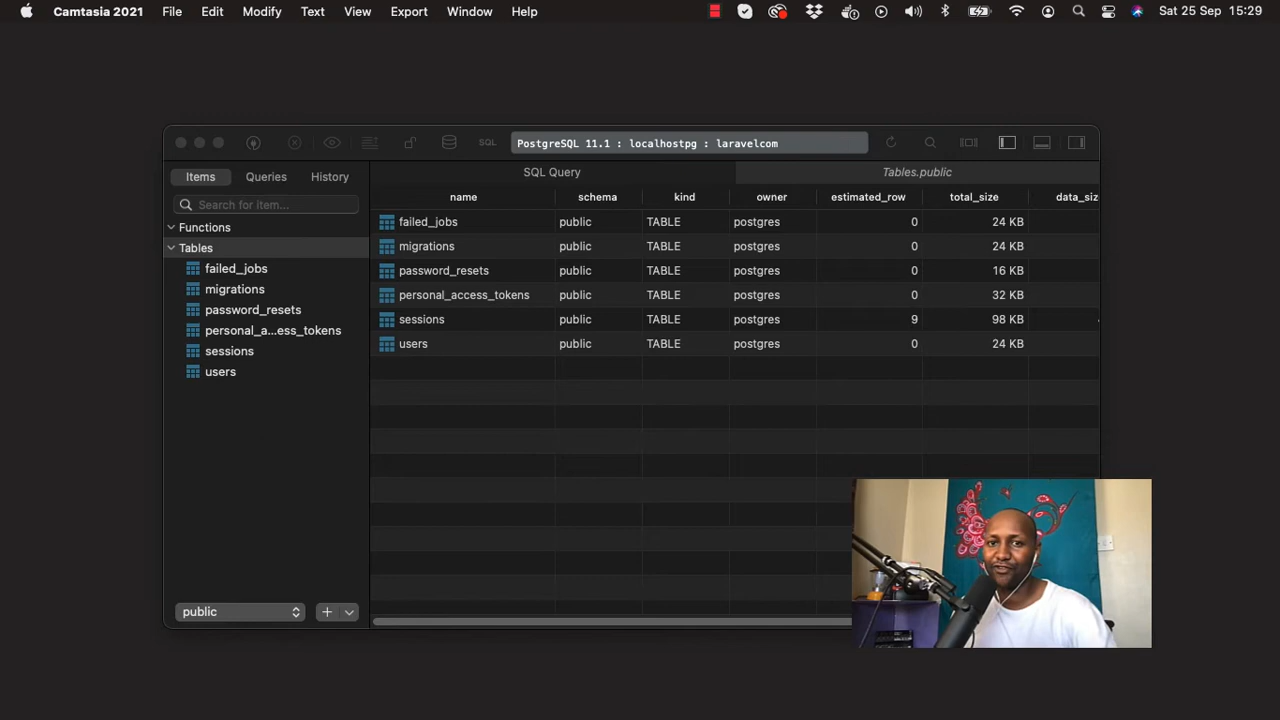 Camtasia 2021 File Edit Modify Text View Export Window Help Sat 25 Sep 15:29
SQL PostgreSQL 11.1 : localhostpg : laravelcom
Items Queries History
Search for item...
Functions
Tables
failed_jobs
migrations
password_resets
personal_a...ess_tokens
sessions
users
public
SQL Query Tables.public
name schema kind owner estimated_row total_size data_siz
failed_jobs public TABLE postgres 0 24 KB
migrations public TABLE postgres 0 24 KB
password_resets public TABLE postgres 0 16 KB
personal_access_tokens public TABLE postgres 0 32 KB
sessions public TABLE postgres 9 98 KB
users public TABLE postgres 0 24 KB